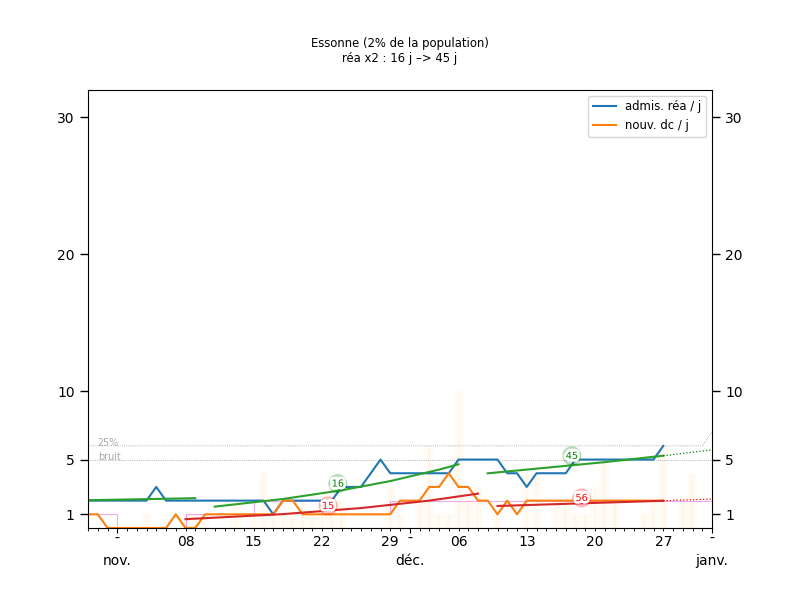 Essonne (2% de la population)
réa x2 : 16 j –> 45 j
admis. réa / j
nouv. dc / j
30
30
20
20
10
10
25%
bruit
5
5
45
16
56
15
1
1
- 08 15 22 29 - 06 13 20 27 -
nov. déc. janv.